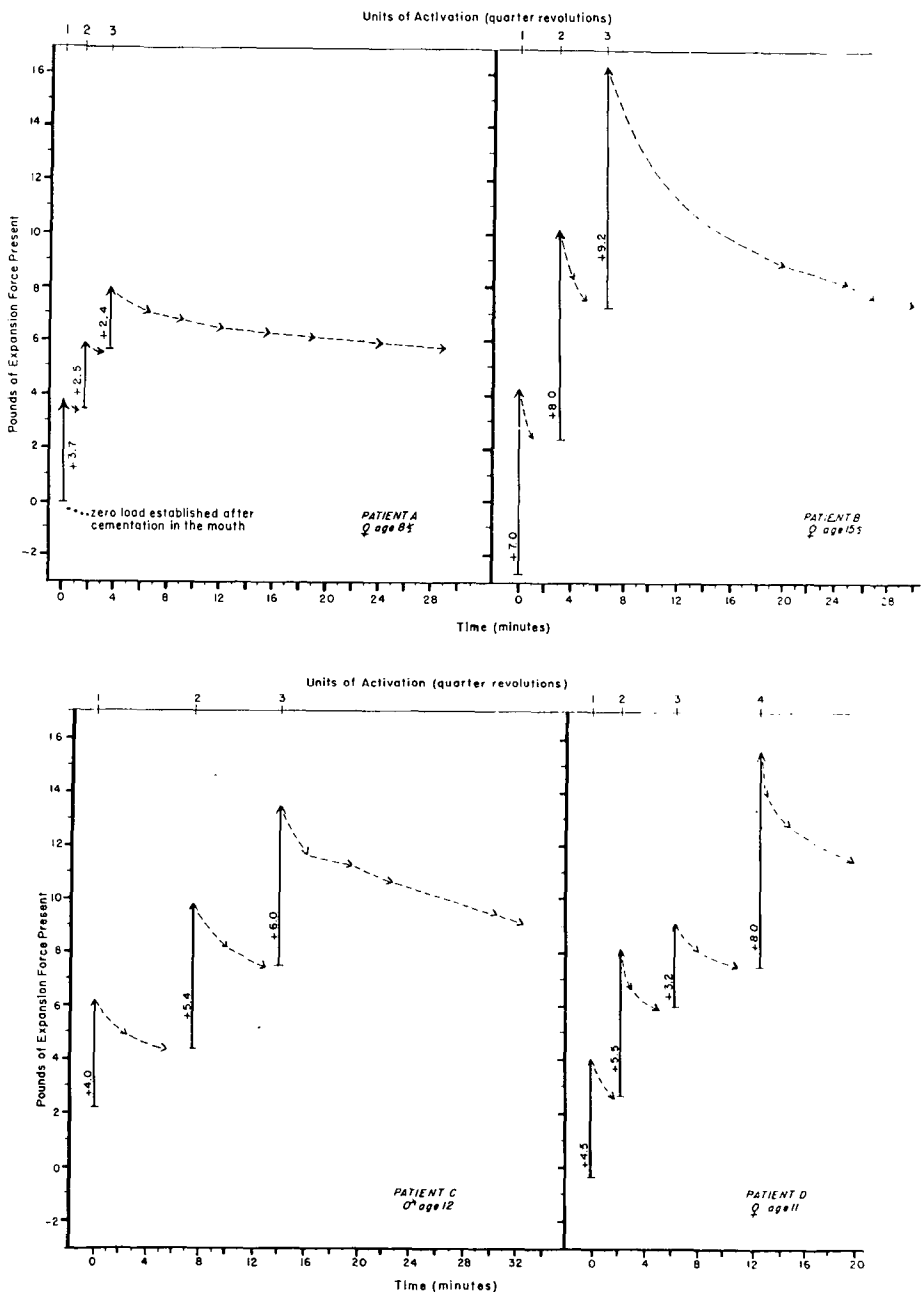 Units of Activation (quarter revolutions)
1 2 3 1 2 3
Pounds of Expansion Force Present
16
14
12
10
8
6
4
2
0
-2
+3.7
+2.5
+2.4
zero load established after
cementation in the mouth
PATIENT A
♀ age 8½
+7.0
+8.0
+9.2
PATIENT B
♀ age 15
0 4 8 12 16 20 24 28 0 4 8 12 16 20 24 28 30
Time (minutes)
Units of Activation (quarter revolutions)
1 2 3 1 2 3 4
Pounds of Expansion Force Present
16
14
12
10
8
6
4
2
0
-2
+4.0
+5.4
+6.0
PATIENT C
♂ age 12
+4.5
+5.5
+3.2
+8.0
PATIENT D
♀ age 11
0 4 8 12 16 20 24 28 32 0 4 8 12 16 20
Time (minutes)